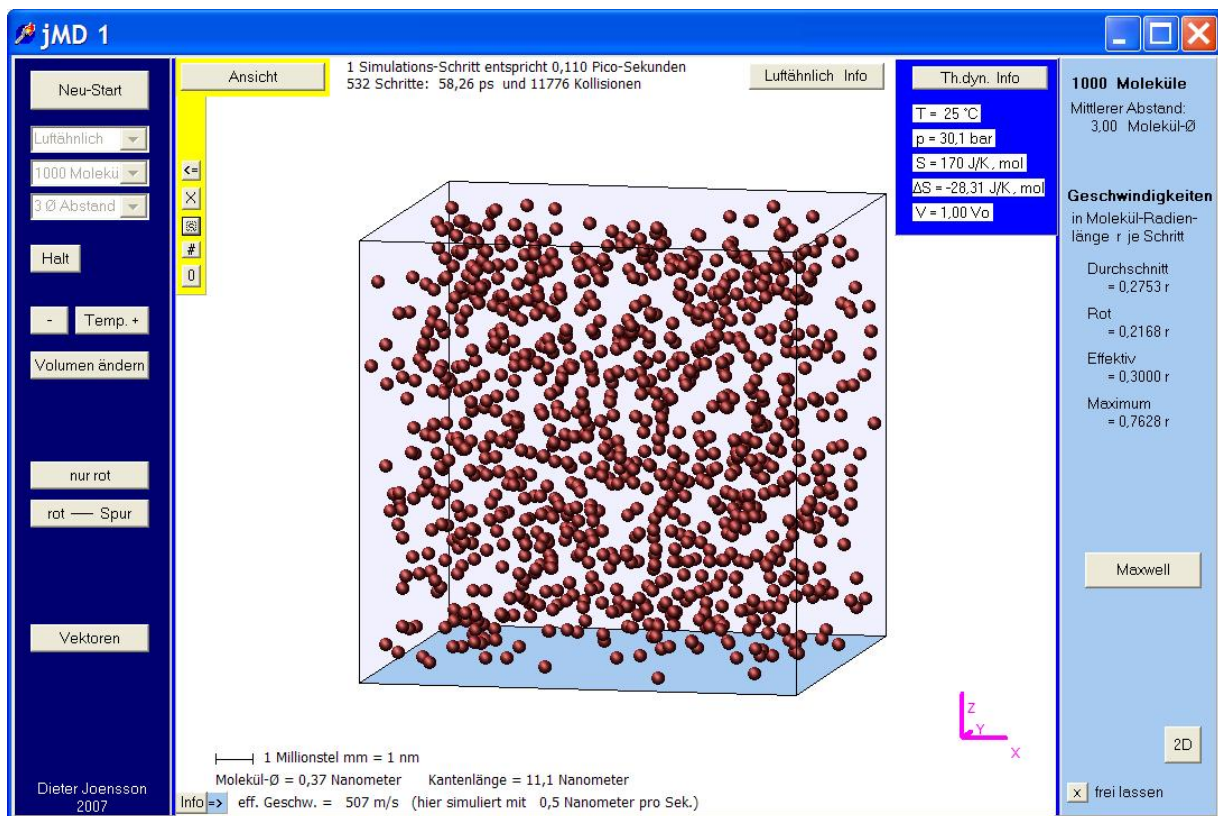 jMD 1
Neu-Start
Luftähnlich
1000 Molekü
3 Ø Abstand
Halt
-
Temp. +
Volumen ändern
nur rot
rot — Spur
Vektoren
Dieter Joensson
2007
Ansicht
<=
X
#
0
1 Simulations-Schritt entspricht 0,110 Pico-Sekunden
532 Schritte: 58,26 ps und 11776 Kollisionen
Luftähnlich Info
Th.dyn. Info
T = 25 °C
p = 30,1 bar
S = 170 J/K , mol
ΔS = -28,31 J/K , mol
V = 1,00 Vo
Z
Y
X
1 Millionstel mm = 1 nm
Molekül-Ø = 0,37 Nanometer Kantenlänge = 11,1 Nanometer
Info => eff. Geschw. = 507 m/s (hier simuliert mit 0,5 Nanometer pro Sek.)
1000 Moleküle
Mittlerer Abstand:
3,00 Molekül-Ø
Geschwindigkeiten
in Molekül-Radien-
länge r je Schritt
Durchschnitt
= 0,2753 r
Rot
= 0,2168 r
Effektiv
= 0,3000 r
Maximum
= 0,7628 r
Maxwell
2D
x frei lassen